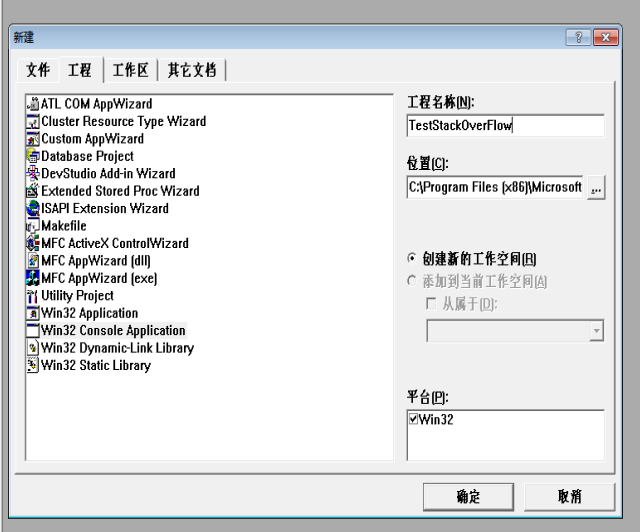 新建
文件 工程 工作区 其它文档
ATL COM AppWizard
Cluster Resource Type Wizard
Custom AppWizard
Database Project
DevStudio Add-in Wizard
Extended Stored Proc Wizard
ISAPI Extension Wizard
Makefile
MFC ActiveX ControlWizard
MFC AppWizard (dll)
MFC AppWizard (exe)
Utility Project
Win32 Application
Win32 Console Application
Win32 Dynamic-Link Library
Win32 Static Library
工程名称(N):
TestStackOverFlow
位置(C):
C:\Program Files (x86)\Microsoft ...
创建新的工作空间(R)
添加到当前工作空间(A)
从属于(D):
平台(P):
Win32
确定 取消